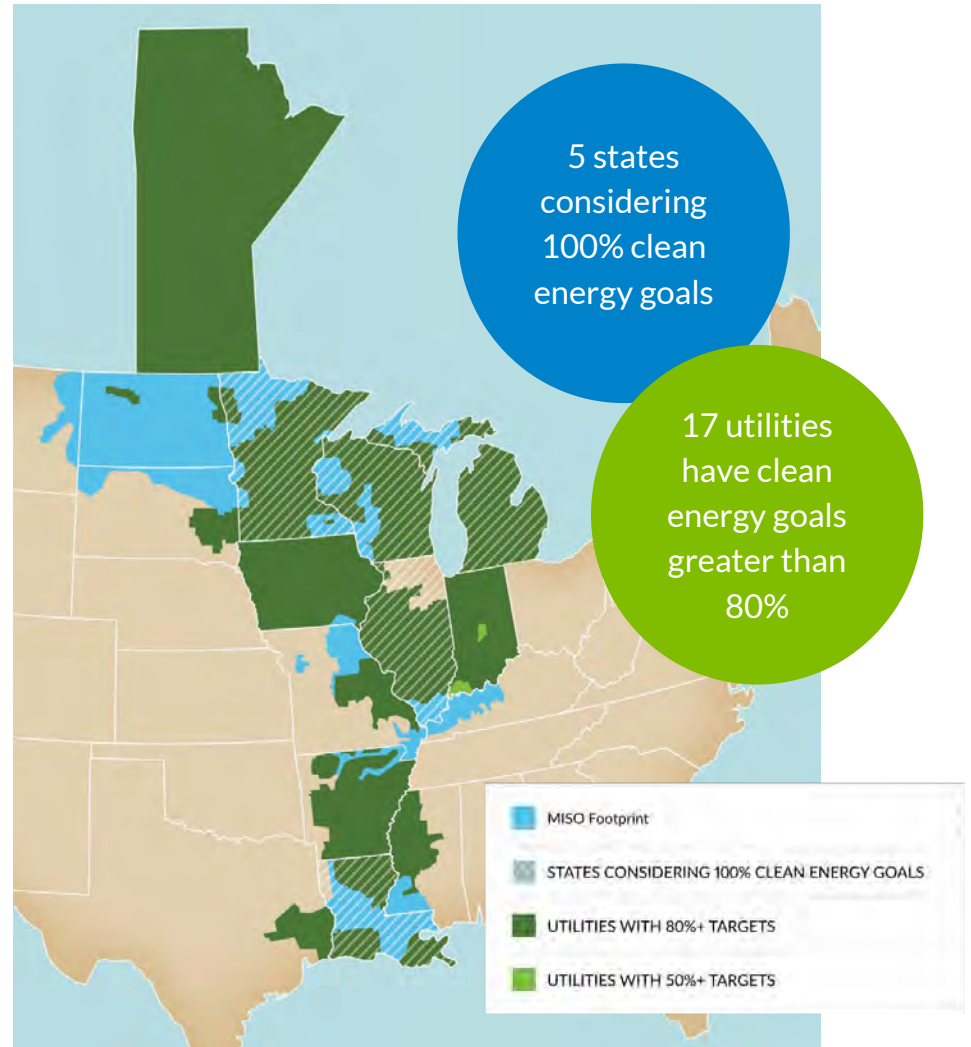 5 states
considering
100% clean
energy goals
17 utilities
have clean
energy goals
greater than
80%
MISO Footprint
STATES CONSIDERING 100% CLEAN ENERGY GOALS
UTILITIES WITH 80%+ TARGETS
UTILITIES WITH 50%+ TARGETS